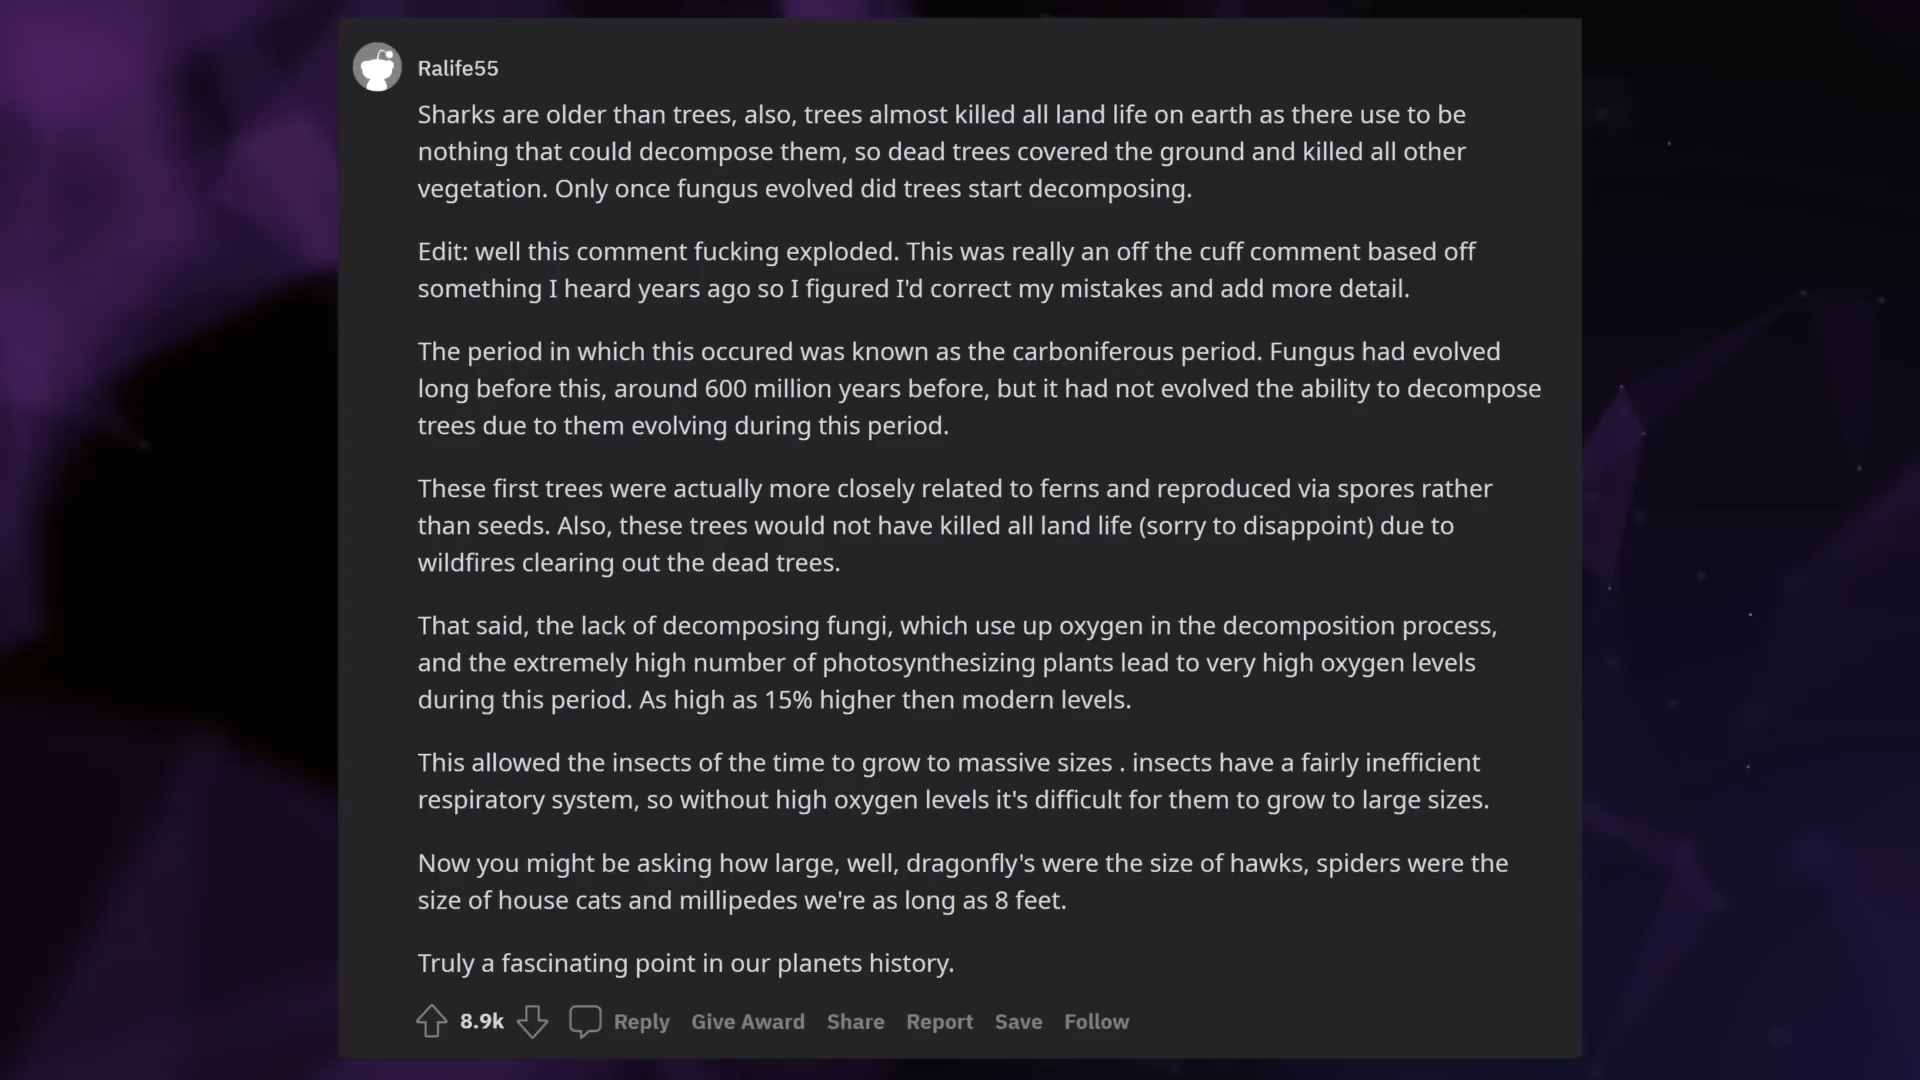 Ralife55
Sharks are older than trees, also, trees almost killed all land life on earth as there use to be
nothing that could decompose them, so dead trees covered the ground and killed all other
vegetation. Only once fungus evolved did trees start decomposing.
Edit: well this comment fucking exploded. This was really an off the cuff comment based off
something I heard years ago so I figured I'd correct my mistakes and add more detail.
The period in which this occured was known as the carboniferous period. Fungus had evolved
long before this, around 600 million years before, but it had not evolved the ability to decompose
trees due to them evolving during this period.
These first trees were actually more closely related to ferns and reproduced via spores rather
than seeds. Also, these trees would not have killed all land life (sorry to disappoint) due to
wildfires clearing out the dead trees.
That said, the lack of decomposing fungi, which use up oxygen in the decomposition process,
and the extremely high number of photosynthesizing plants lead to very high oxygen levels
during this period. As high as 15% higher then modern levels.
This allowed the insects of the time to grow to massive sizes . insects have a fairly inefficient
respiratory system, so without high oxygen levels it's difficult for them to grow to large sizes.
Now you might be asking how large, well, dragonfly's were the size of hawks, spiders were the
size of house cats and millipedes we're as long as 8 feet.
Truly a fascinating point in our planets history.
8.9k Reply Give Award Share Report Save Follow